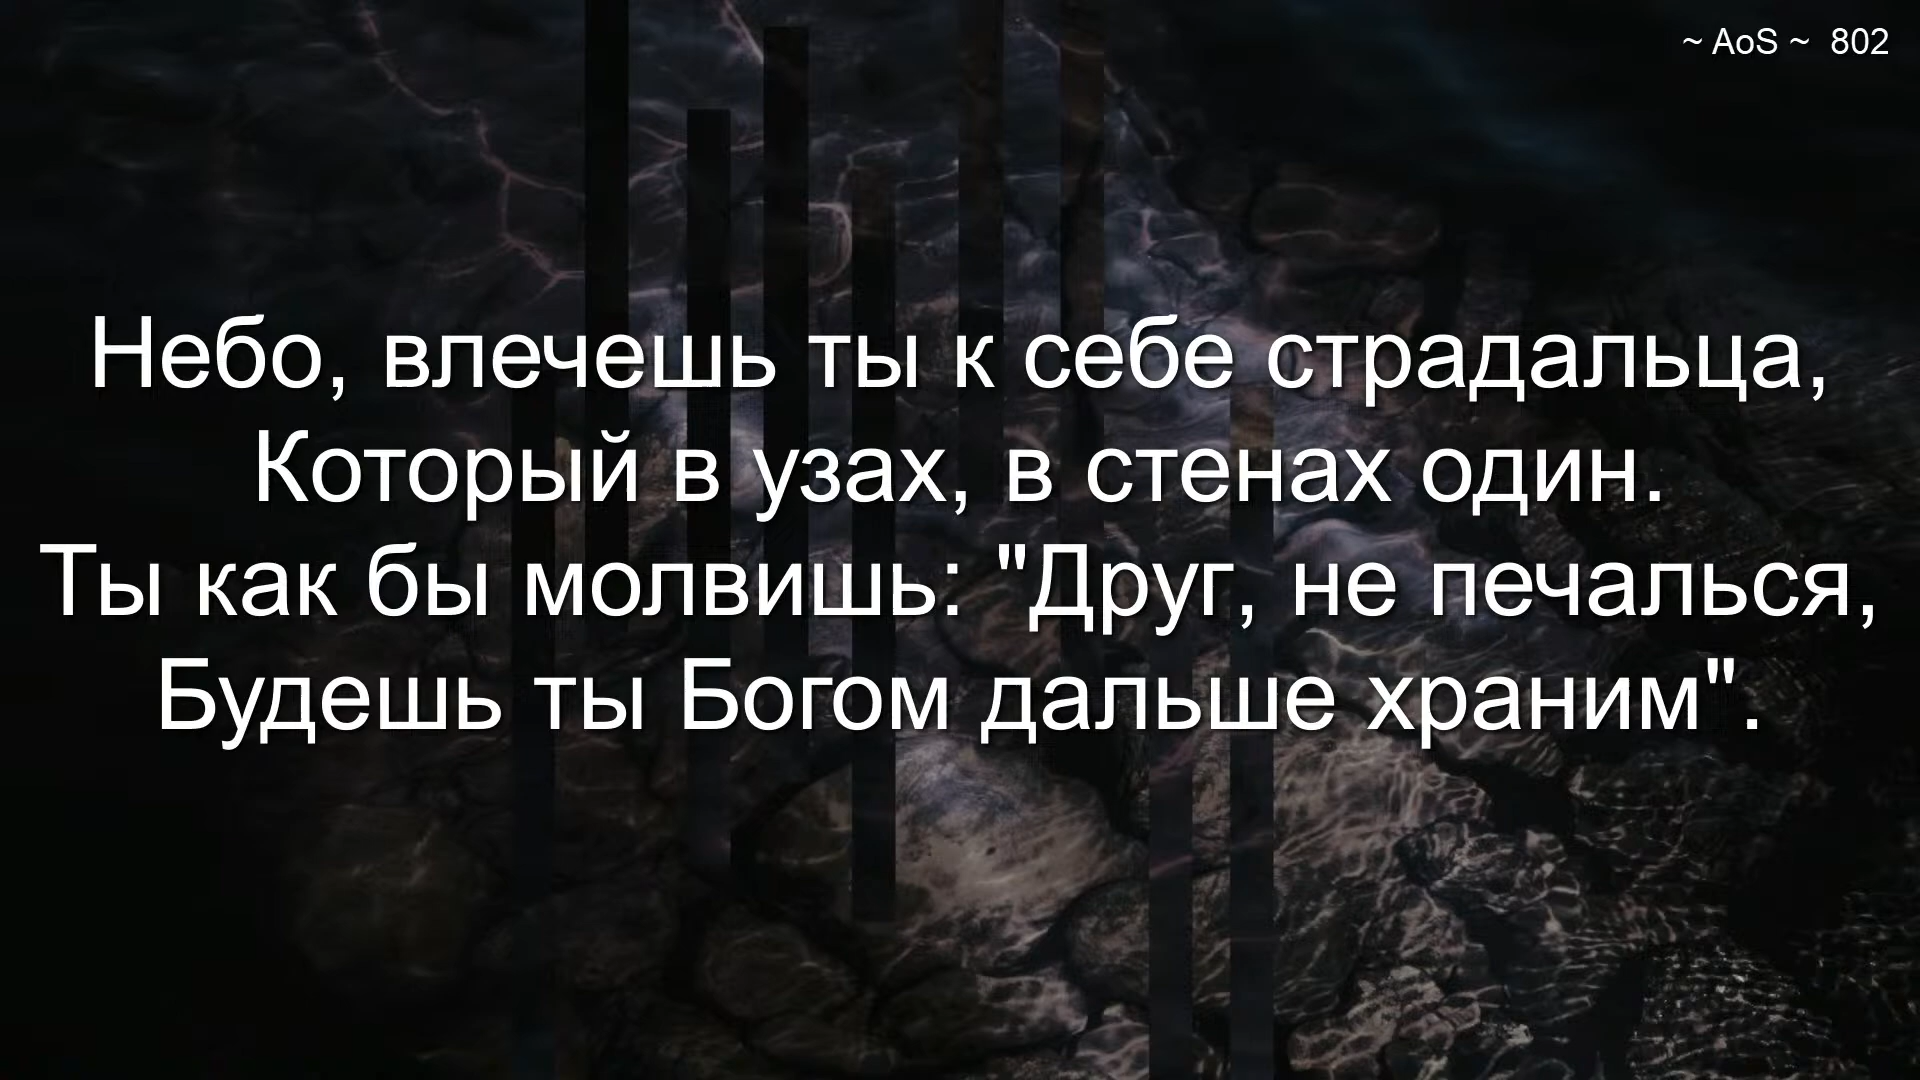 ~ AoS ~  802
Небо, влечешь ты к себе страдальца,
Который в узах, в стенах один.
Ты как бы молвишь: "Друг, не печалься,
Будешь ты Богом дальше храним".